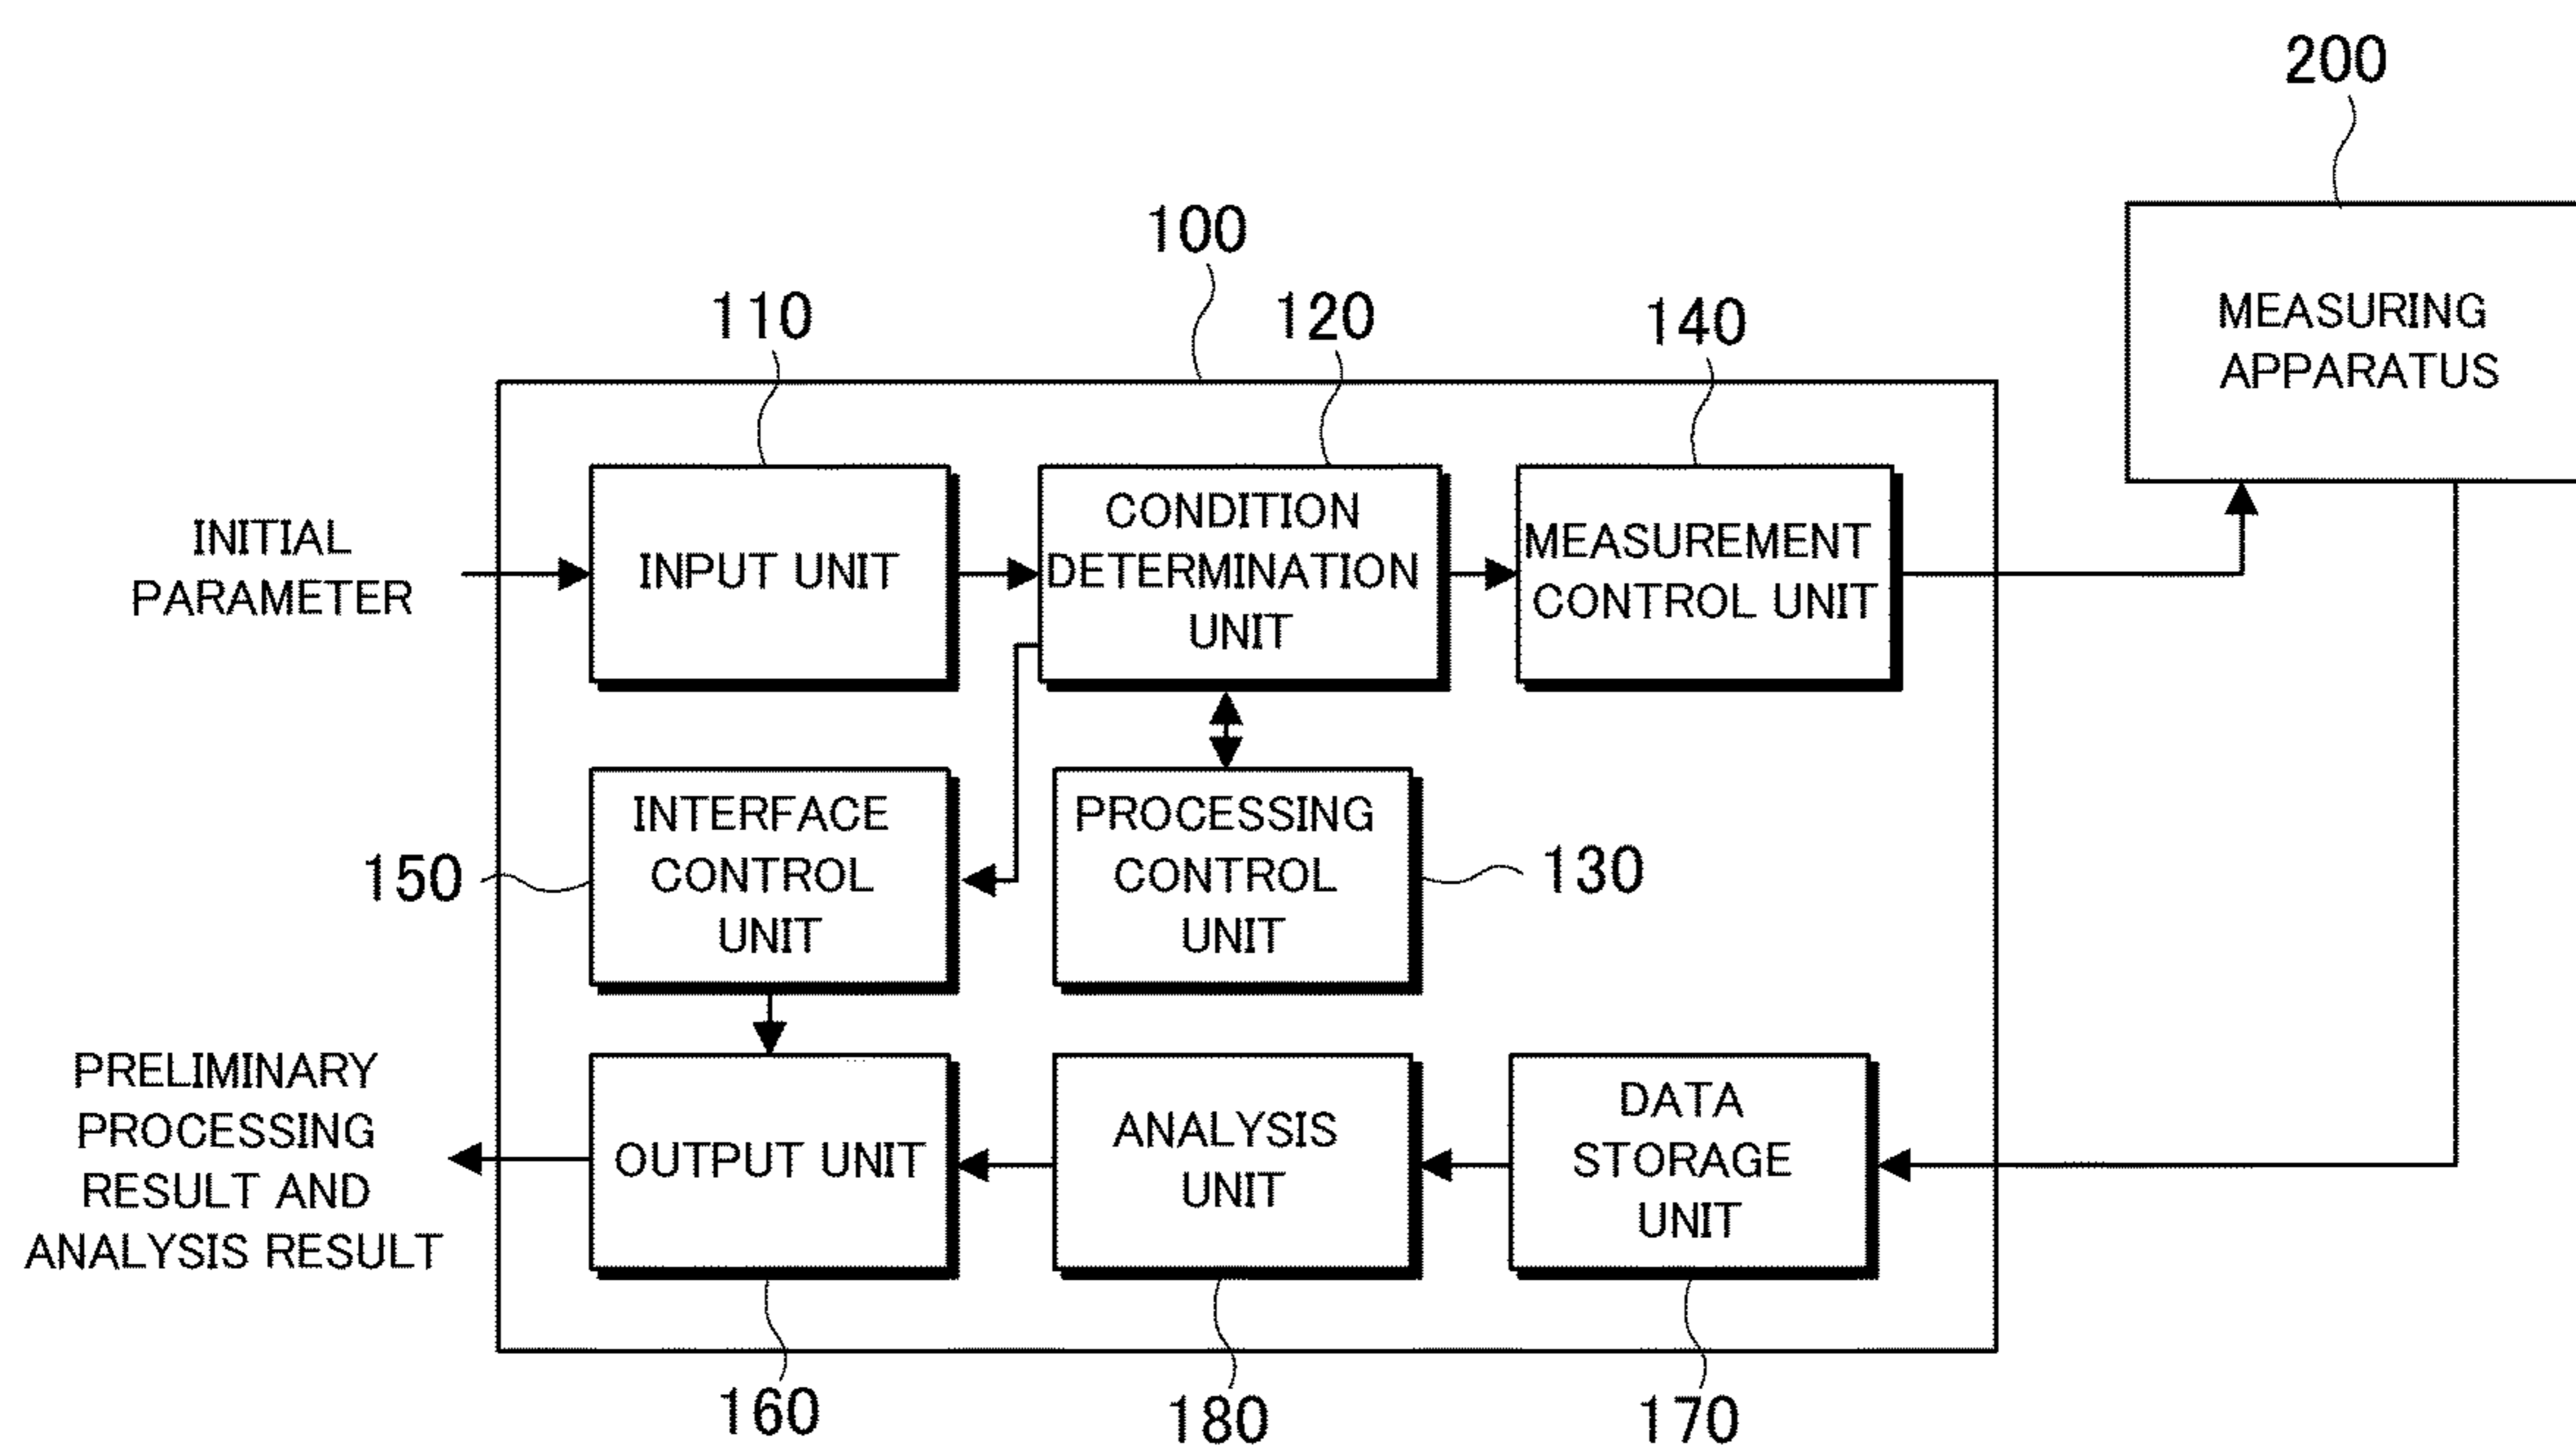 200
100
110
120
140
MEASURING
APPARATUS
INITIAL
PARAMETER
INPUT UNIT
CONDITION
DETERMINATION
UNIT
MEASUREMENT
CONTROL UNIT
150
INTERFACE
CONTROL
UNIT
PROCESSING
CONTROL
UNIT
130
PRELIMINARY
PROCESSING
RESULT AND
ANALYSIS RESULT
OUTPUT UNIT
ANALYSIS
UNIT
DATA
STORAGE
UNIT
160
180
170